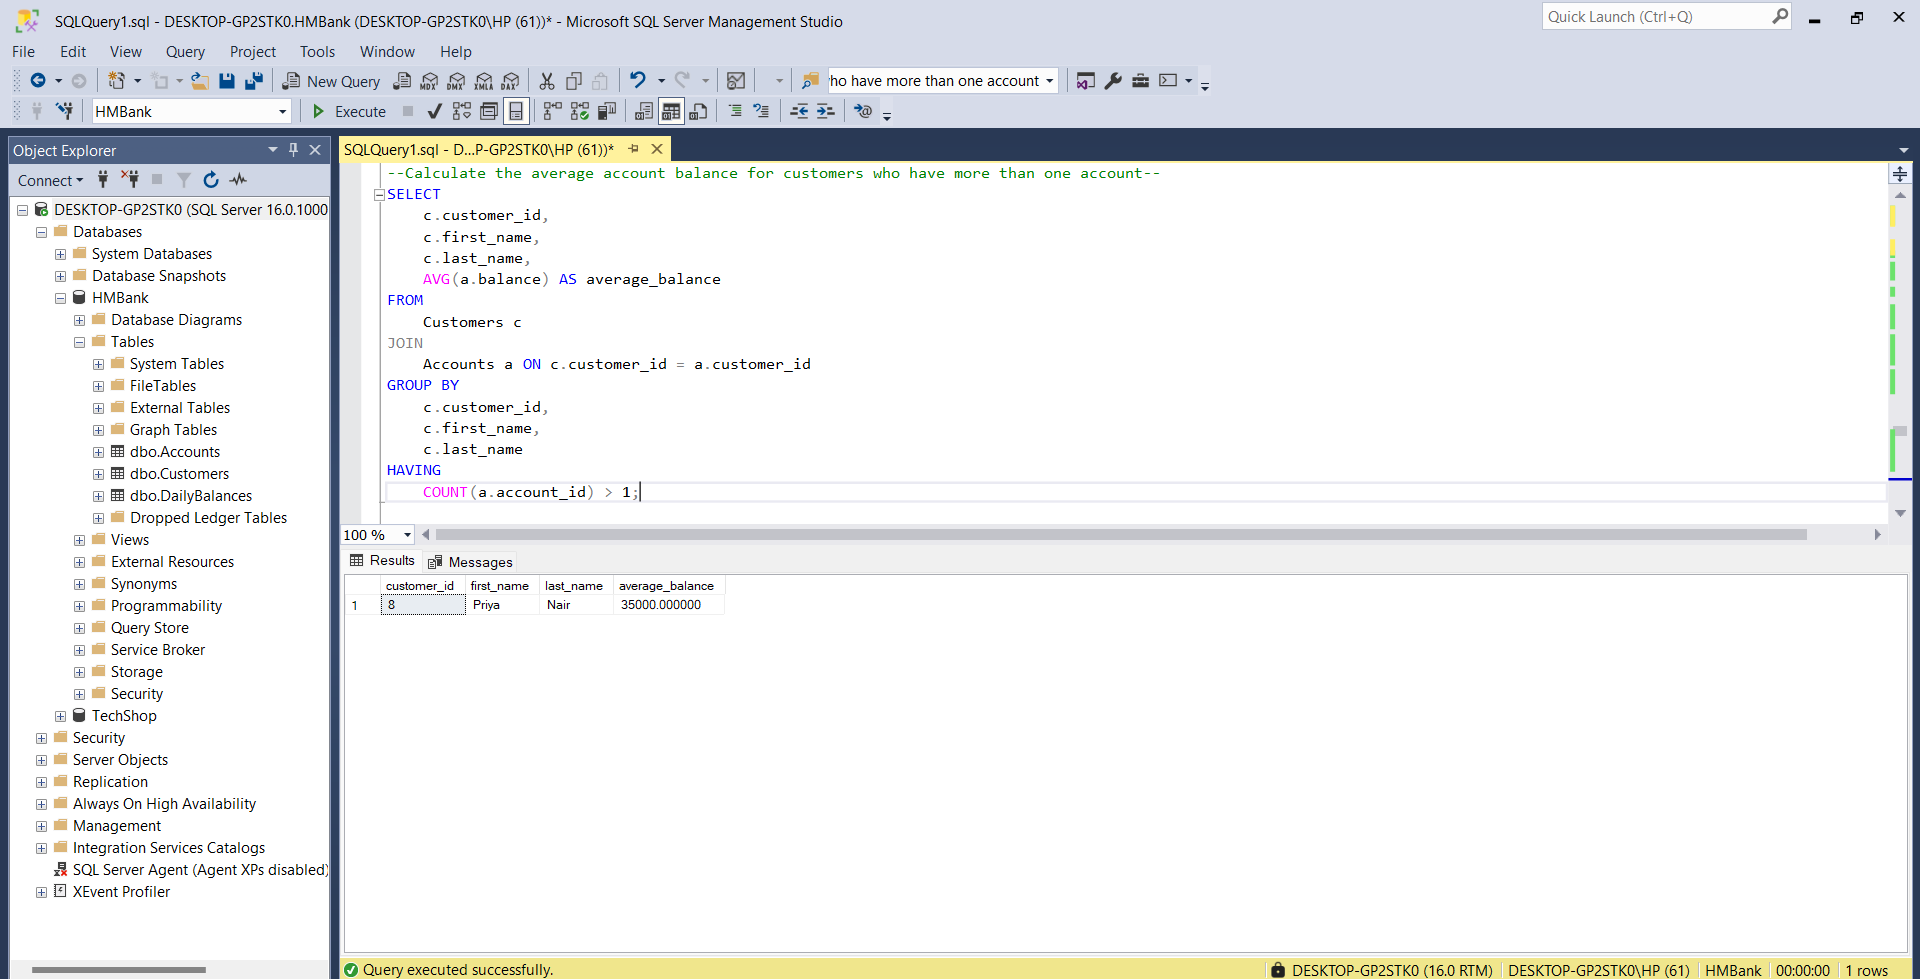 SQLQuery1.sql - DESKTOP-GP2STK0.HMBank (DESKTOP-GP2STK0\HP (61))* - Microsoft SQL Server Management Studio
Quick Launch (Ctrl+Q)
File Edit View Query Project Tools Window Help
New Query MDX DMX XMLA DAX who have more than one account
HMBank Execute
Object Explorer
Connect
DESKTOP-GP2STK0 (SQL Server 16.0.1000
Databases
System Databases
Database Snapshots
HMBank
Database Diagrams
Tables
System Tables
FileTables
External Tables
Graph Tables
dbo.Accounts
dbo.Customers
dbo.DailyBalances
Dropped Ledger Tables
Views
External Resources
Synonyms
Programmability
Query Store
Service Broker
Storage
Security
TechShop
Security
Server Objects
Replication
Always On High Availability
Management
Integration Services Catalogs
SQL Server Agent (Agent XPs disabled)
XEvent Profiler
SQLQuery1.sql - D...P-GP2STK0\HP (61))*
--Calculate the average account balance for customers who have more than one account--
SELECT
c.customer_id,
c.first_name,
c.last_name,
AVG(a.balance) AS average_balance
FROM
Customers c
JOIN
Accounts a ON c.customer_id = a.customer_id
GROUP BY
c.customer_id,
c.first_name,
c.last_name
HAVING
COUNT(a.account_id) > 1;
100 %
Results Messages
customer_id first_name last_name average_balance
1 8 Priya Nair 35000.000000
Query executed successfully. DESKTOP-GP2STK0 (16.0 RTM) DESKTOP-GP2STK0\HP (61) HMBank 00:00:00 1 rows